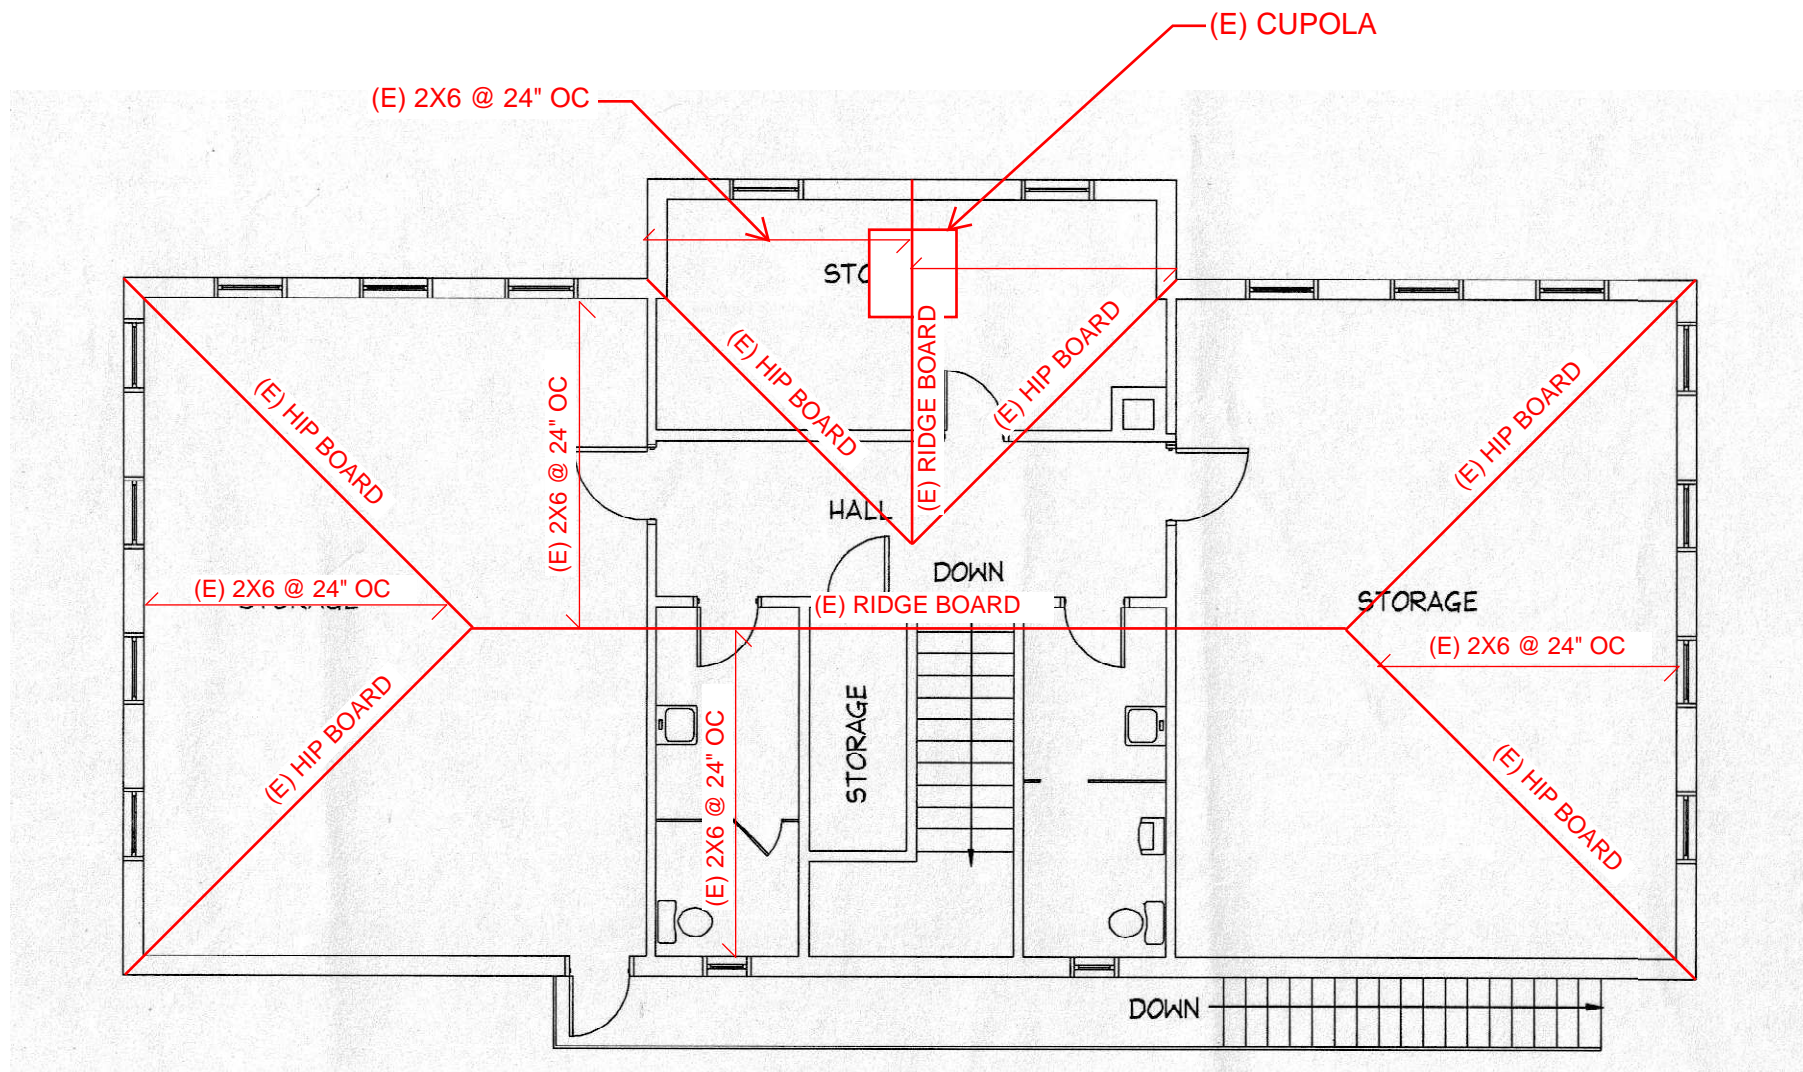 (E) CUPOLA
(E) 2X6 @ 24" OC
STO
(E) RIDGE BOARD
(E) HIP BOARD
(E) HIP BOARD
(E) HIP BOARD
(E) HIP BOARD
(E) 2X6 @ 24" OC
HALL
DOWN
(E) 2X6 @ 24" OC
STORAGE
(E) RIDGE BOARD
STORAGE
(E) 2X6 @ 24" OC
(E) HIP BOARD
(E) 2X6 @ 24" OC
STORAGE
(E) HIP BOARD
DOWN